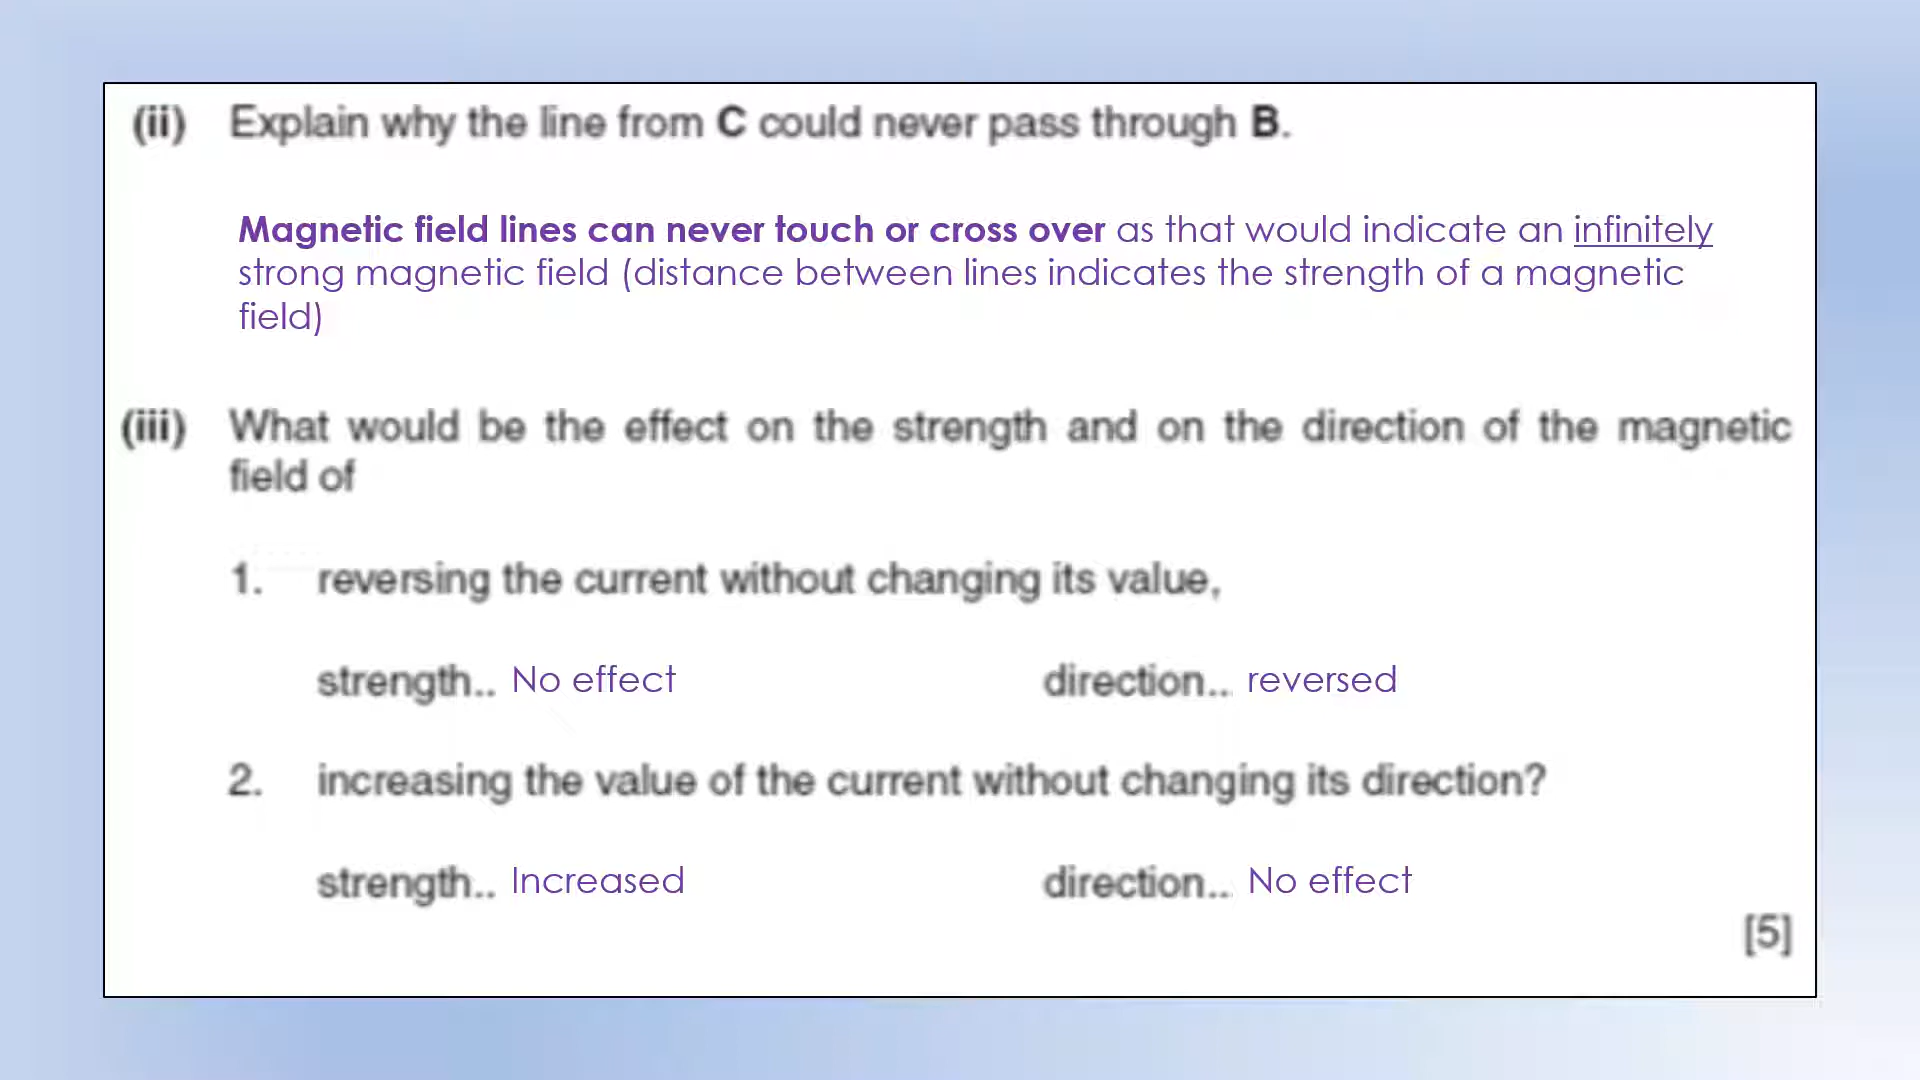 (ii) Explain why the line from C could never pass through B.
Magnetic field lines can never touch or cross over as that would indicate an infinitely
strong magnetic field (distance between lines indicates the strength of a magnetic
field)
(iii) What would be the effect on the strength and on the direction of the magnetic
field of
1. reversing the current without changing its value,
strength.. No effect direction... reversed
2. increasing the value of the current without changing its direction?
strength.. Increased direction... No effect
[5]